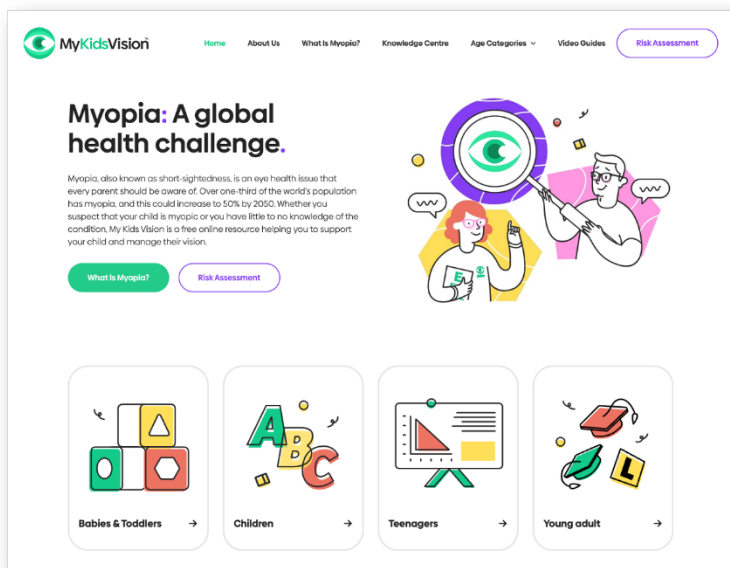 MyKidsVision
Home
About Us
What Is Myopia?
Knowledge Centre
Age Categories
Video Guides
Risk Assessment
Myopia: A global
health challenge.
Myopia, also known as short-sightedness, is an eye health issue that
every parent should be aware of. Over one-third of the world's population
has myopia, and this could increase to 50% by 2050. Whether you
suspect that your child is myopic or you have little to no knowledge of the
condition, My Kids Vision is a free online resource helping you to support
your child and manage their vision.
What is Myopia?
Risk Assessment
E
A
B
C
L
Babies & Toddlers
Children
Teenagers
Young adult